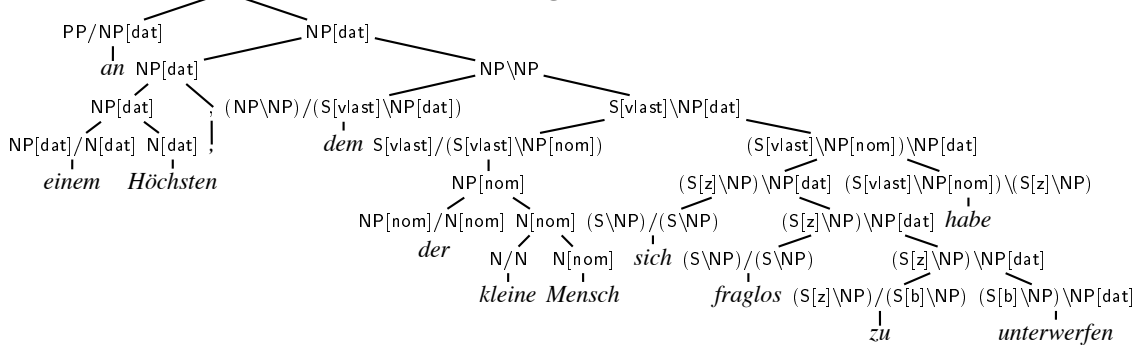 PP/NP[dat] NP[dat]
an NP[dat] NP\NP
NP[dat] , (NP\NP)/(S[vlast]\NP[dat]) S[vlast]\NP[dat]
NP[dat]/N[dat] N[dat] , dem S[vlast]/(S[vlast]\NP[nom]) (S[vlast]\NP[nom])\NP[dat]
einem Höchsten NP[nom] (S[z]\NP)\NP[dat] (S[vlast]\NP[nom])\(S[z]\NP)
NP[nom]/N[nom] N[nom] (S\NP)/(S\NP) (S[z]\NP)\NP[dat] habe
der N/N N[nom] sich (S\NP)/(S\NP) (S[z]\NP)\NP[dat]
kleine Mensch fraglos (S[z]\NP)/(S[b]\NP) (S[b]\NP)\NP[dat]
zu unterwerfen